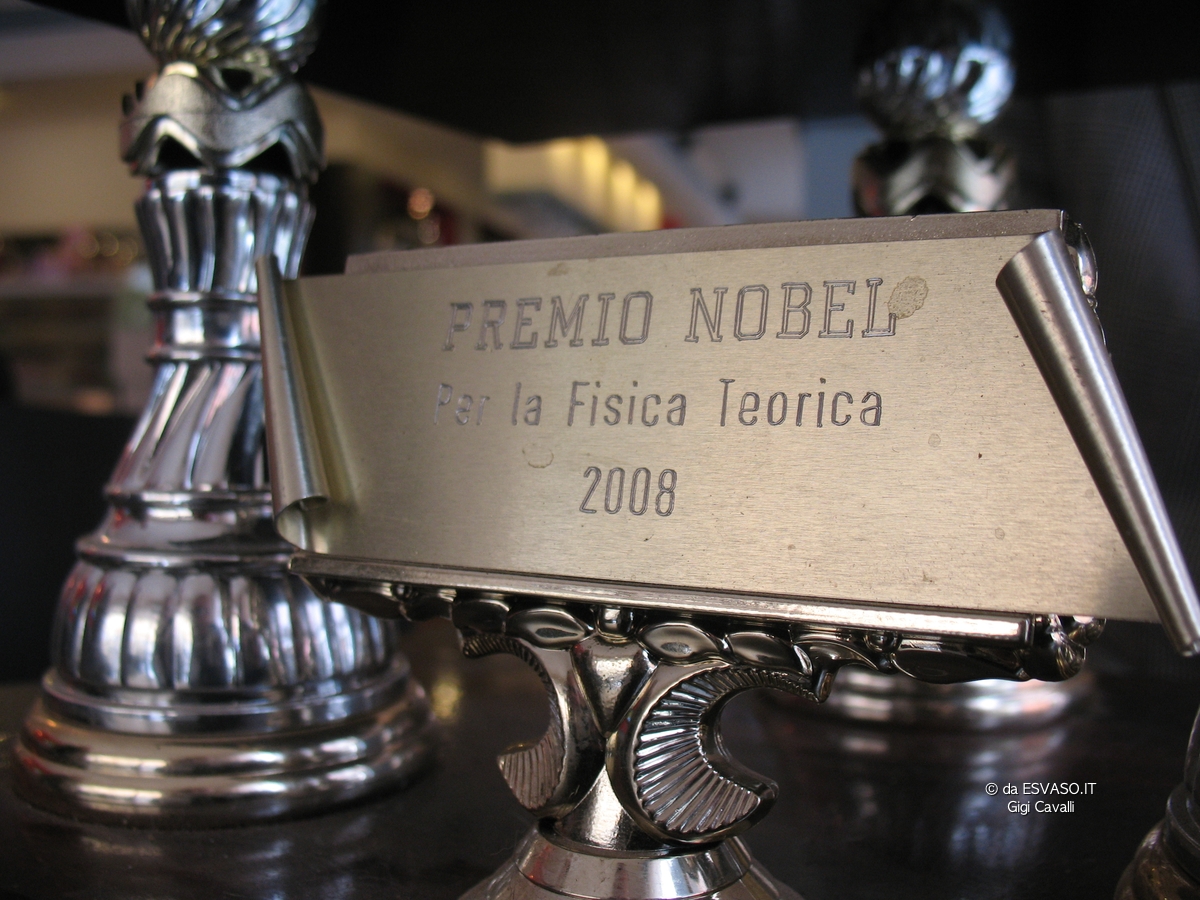 PREMIO NOBEL
Per la Fisica Teorica
2008
© da ESVASO.IT
Gigi Cavalli